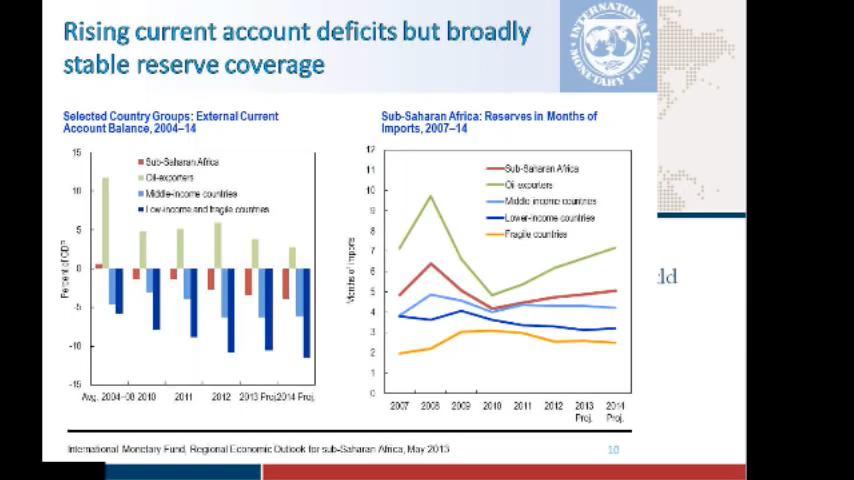 Rising current account deficits but broadly
stable reserve coverage
INTERNATIONAL MONETARY FUND
Selected Country Groups: External Current
Account Balance, 2004–14
15
10
5
0
-5
-10
-15
Percent of GDP
Sub-Saharan Africa
Oil-exporters
Middle-income countries
Low-income and fragile countries
Avg. 2004–08 2010 2011 2012 2013 Proj. 2014 Proj.
Sub-Saharan Africa: Reserves in Months of
Imports, 2007–14
12
11
10
9
8
7
6
5
4
3
2
1
0
Months of Imports
Sub-Saharan Africa
Oil exporters
Middle income countries
Lower-income countries
Fragile countries
2007 2008 2009 2010 2011 2012 2013 2014
Proj. Proj.
International Monetary Fund, Regional Economic Outlook for sub-Saharan Africa, May 2013
10